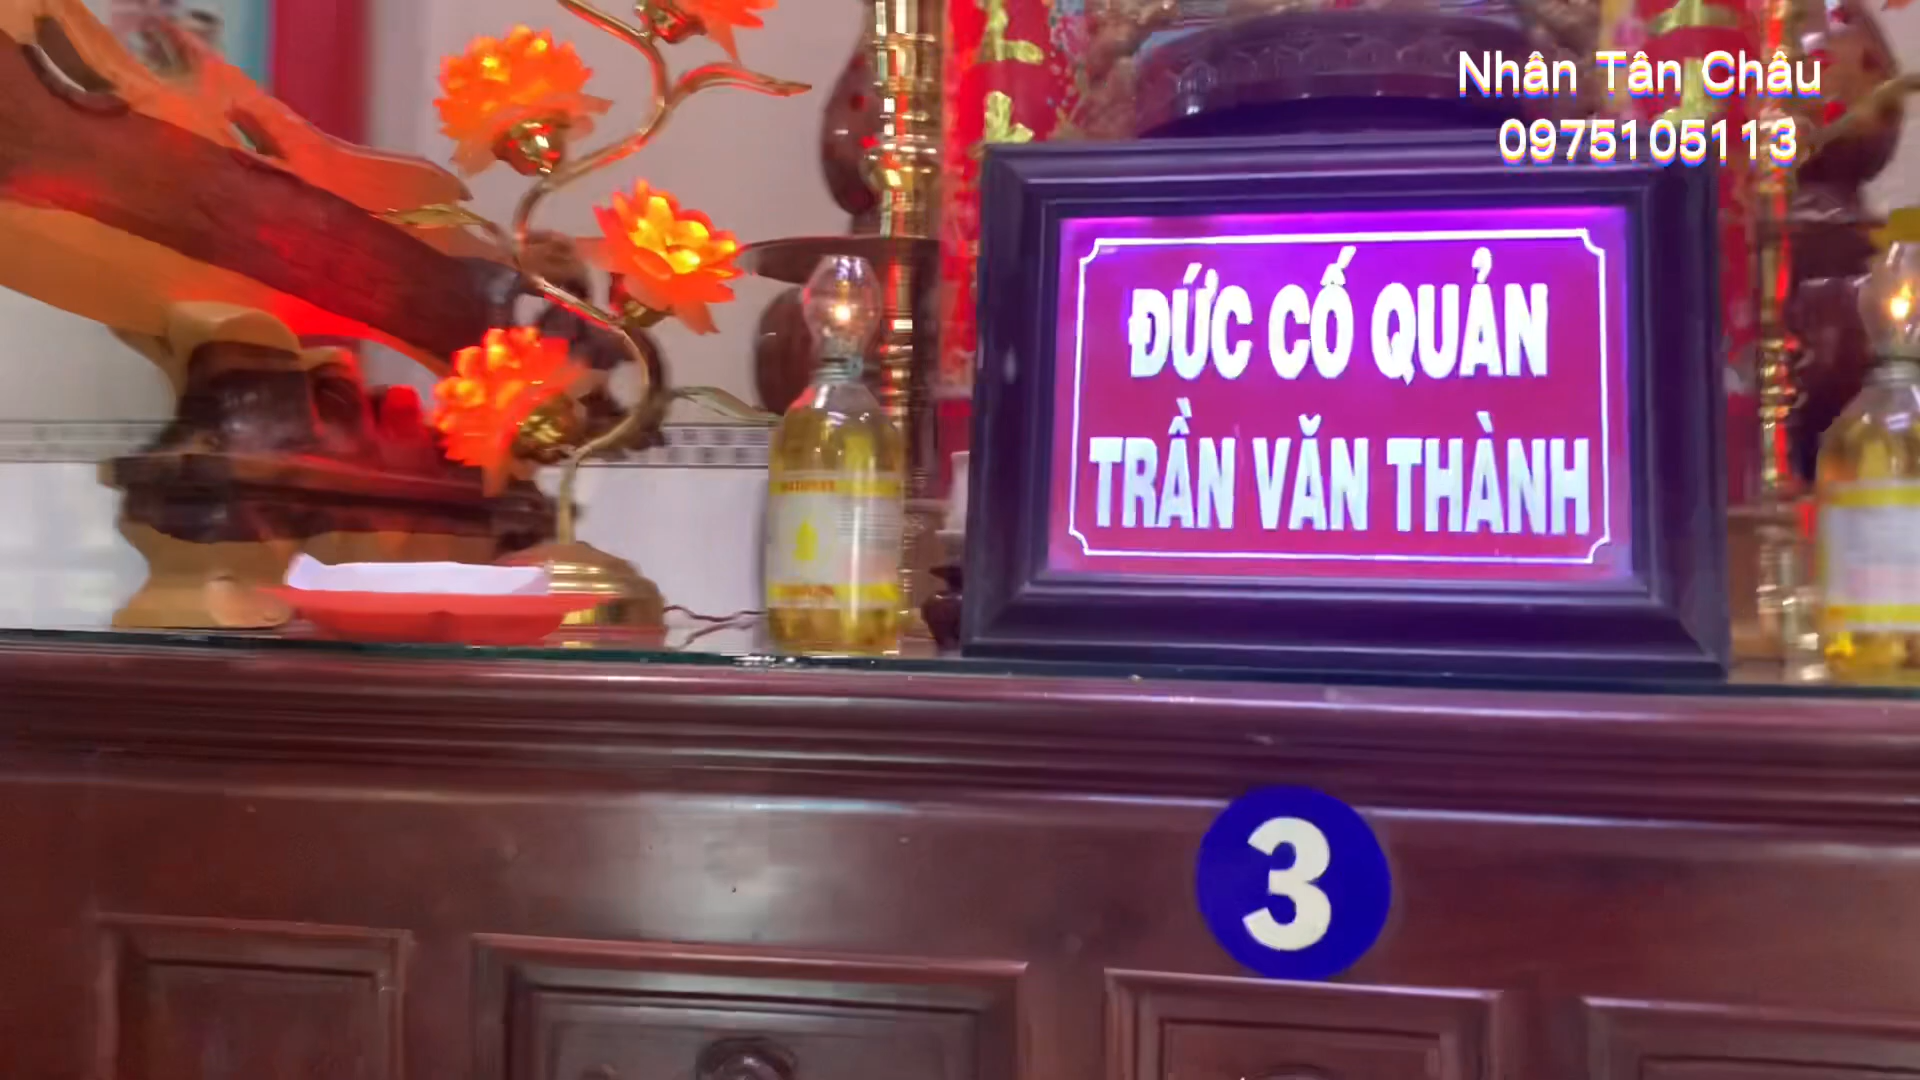 Nhân Tân Châu
0975105113
ĐỨC CỐ QUẢN
TRẦN VĂN THÀNH
3